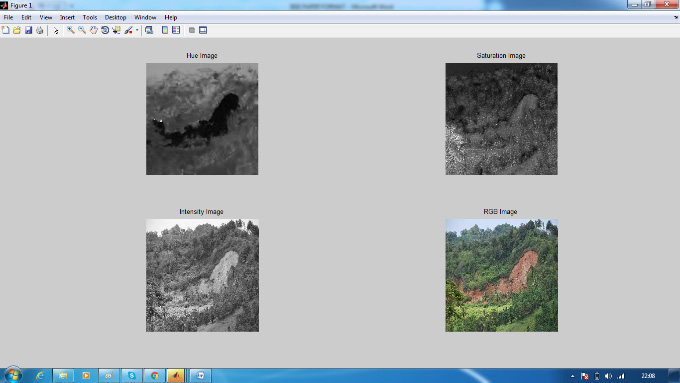 Figure 1
File Edit View Insert Tools Desktop Window Help
Hue Image
Saturation Image
Intensity Image
RGB Image
22:08